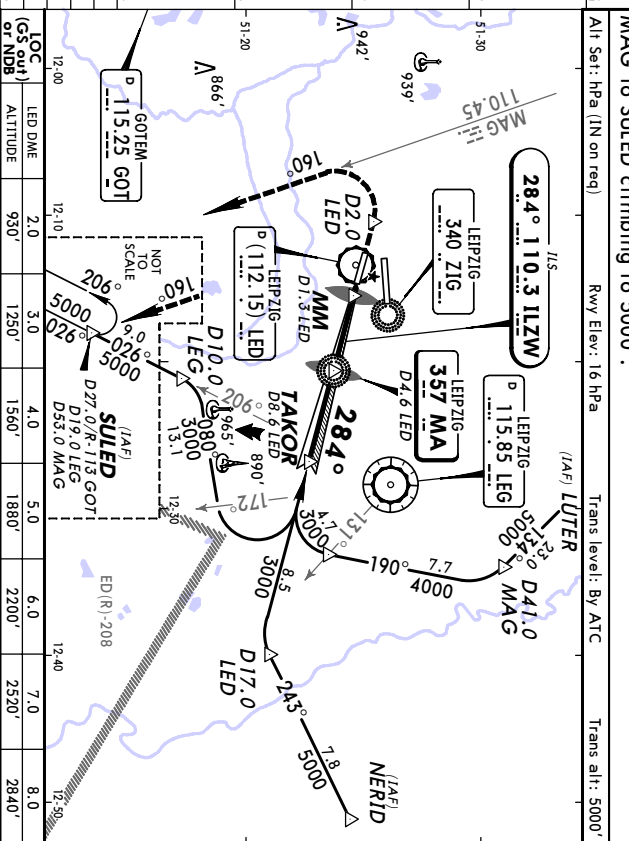 MAG to SULED climbing to 5000'.
Alt Set: hPa (IN on req)
Rwy Elev: 16 hPa
Trans level: By ATC
Trans alt: 5000'
51-30
51-20
12-00
12-10
12-30
12-40
12-50
942'
939'
866'
MAG
110.45
ILS
284° 110.3 ILZW
LEIPZIG
340 ZIG
LEIPZIG
357 MA
LEIPZIG
D 115.85 LEG
LEIPZIG
D (112.15) LED
GOTEM
D 115.25 GOT
160°
D2.0
LED
MM
D1.3 LED
D4.6 LED
284°
TAKOR
D8.6 LED
(IAF) LUTER
23.0
134°
5000
D41.0
MAG
190°
7.7
4000
4.7
3000
131°
172°
8.5
3000
D17.0
LED
243°
7.8
5000
(IAF)
NERID
D10.0
LEG
206°
965'
890'
080°
3000
13.1
NOT
TO
SCALE
160°
206°
5000
026°
9.0
026°
5000
(IAF)
SULED
D27.0/R-113 GOT
D19.0 LEG
D53.0 MAG
ED(R)-208
LOC
(GS out)
or NDB
LED DME 2.0 3.0 4.0 5.0 6.0 7.0 8.0
ALTITUDE 930' 1250' 1560' 1880' 2200' 2520' 2840'